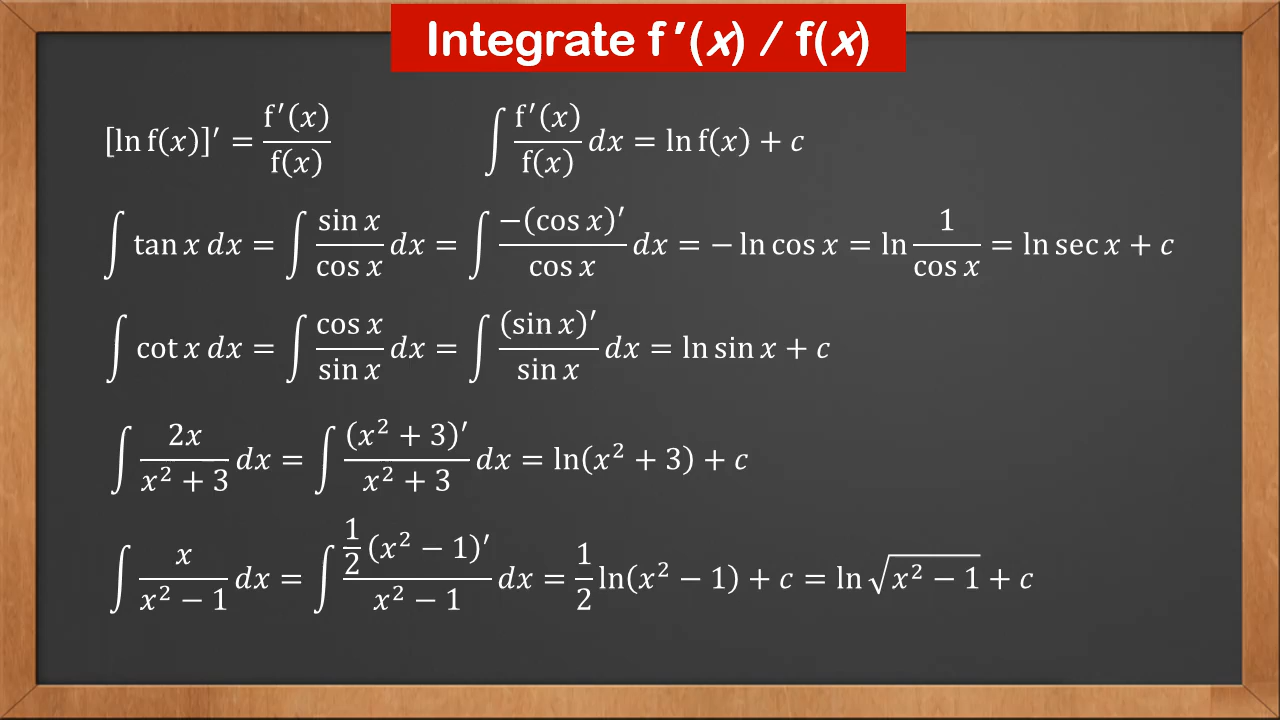 Integrate f ′(x) / f(x)
[ln f(x)]′ = f′(x)/f(x)    ∫ f′(x)/f(x) dx = ln f(x) + c
∫ tan x dx = ∫ sin x/cos x dx = ∫ −(cos x)′/cos x dx = − ln cos x = ln 1/cos x = ln sec x + c
∫ cot x dx = ∫ cos x/sin x dx = ∫ (sin x)′/sin x dx = ln sin x + c
∫ 2x/(x² + 3) dx = ∫ (x² + 3)′/(x² + 3) dx = ln(x² + 3) + c
∫ x/(x² − 1) dx = ∫ ½(x² − 1)′/(x² − 1) dx = ½ ln(x² − 1) + c = ln √(x² − 1) + c